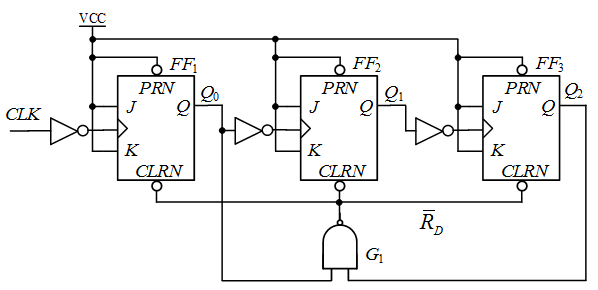 VCC
FF1 FF2 FF3
PRN PRN PRN
CLK J Q Q0 J Q Q1 J Q Q2
K K K
CLRN CLRN CLRN
R̅D
G1